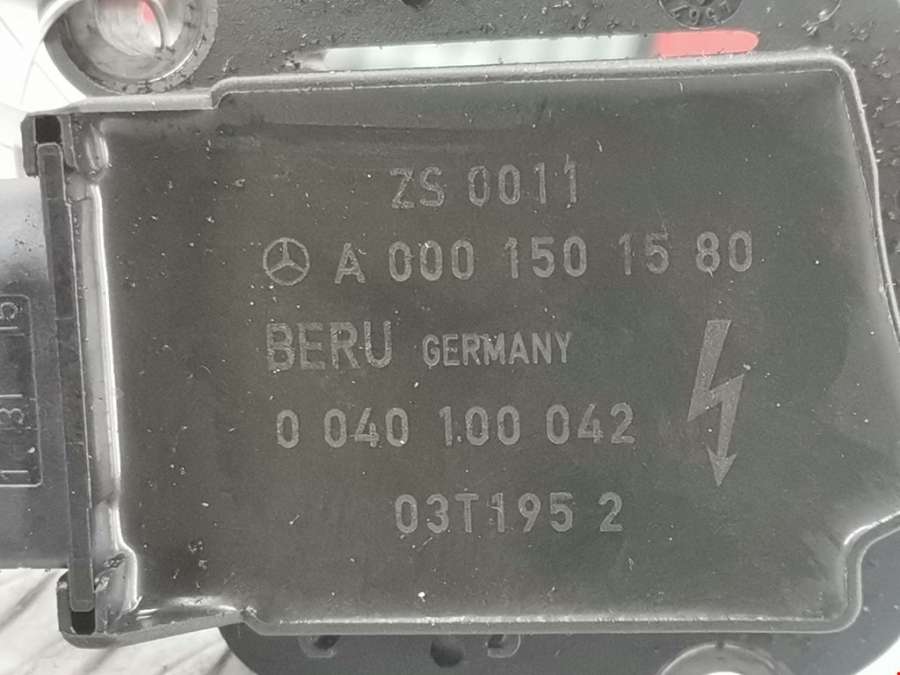 ZS 0011
A 000 150 15 80
BERU GERMANY
0 040 100 042
03T195 2